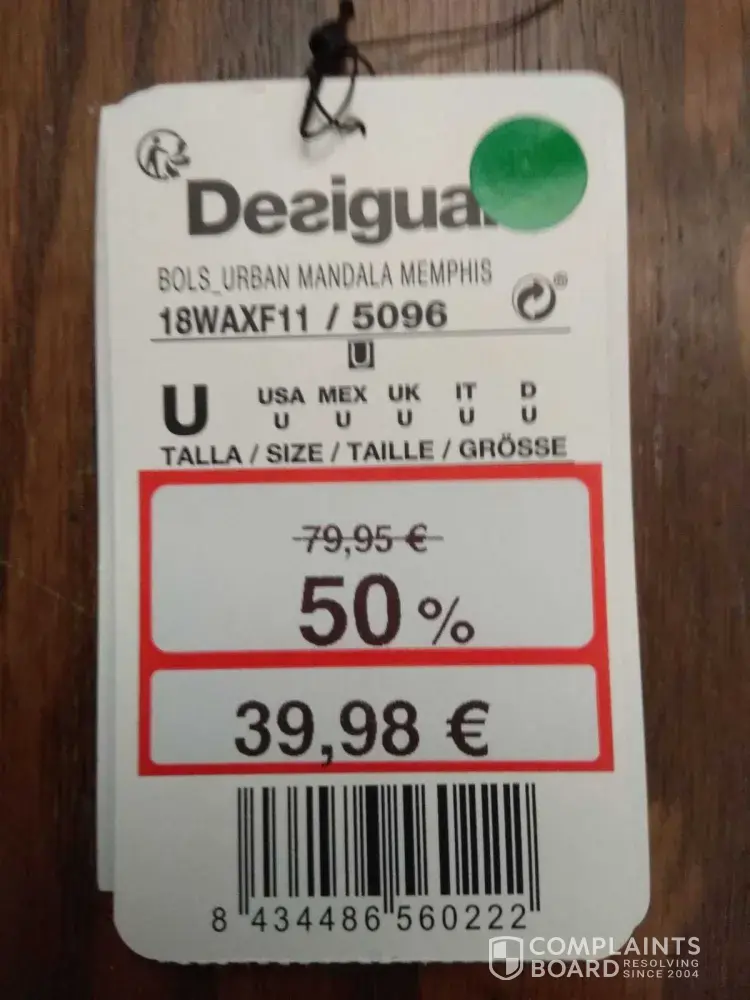 Desigual
BOLS_URBAN MANDALA MEMPHIS
18WAXF11 / 5096
®
U
U USA MEX UK IT D
U U U U U
TALLA / SIZE / TAILLE / GRÖSSE
79,95 €
50 %
39,98 €
8 434486 560222
COMPLAINTS
BOARD RESOLVING
SINCE 2004